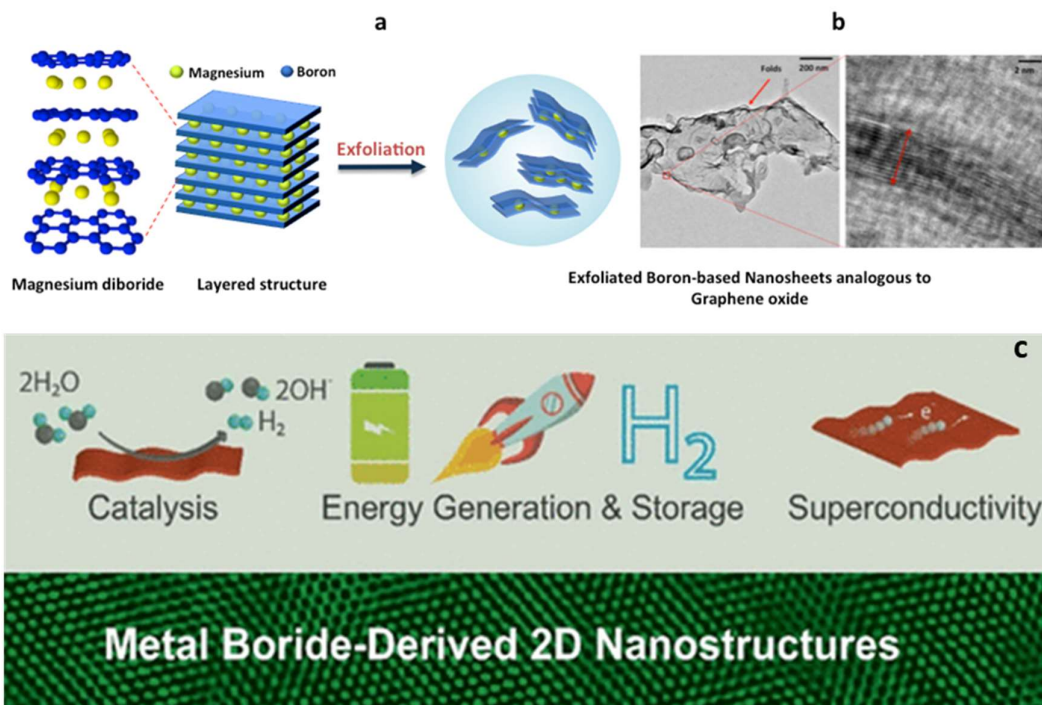 a
b
Magnesium
Boron
Exfoliation
Folds
200 nm
2 nm
Magnesium diboride
Layered structure
Exfoliated Boron-based Nanosheets analogous to
Graphene oxide
c
2H₂O
2OH⁻
H₂
H₂
e⁻
Catalysis
Energy Generation & Storage
Superconductivity
Metal Boride-Derived 2D Nanostructures